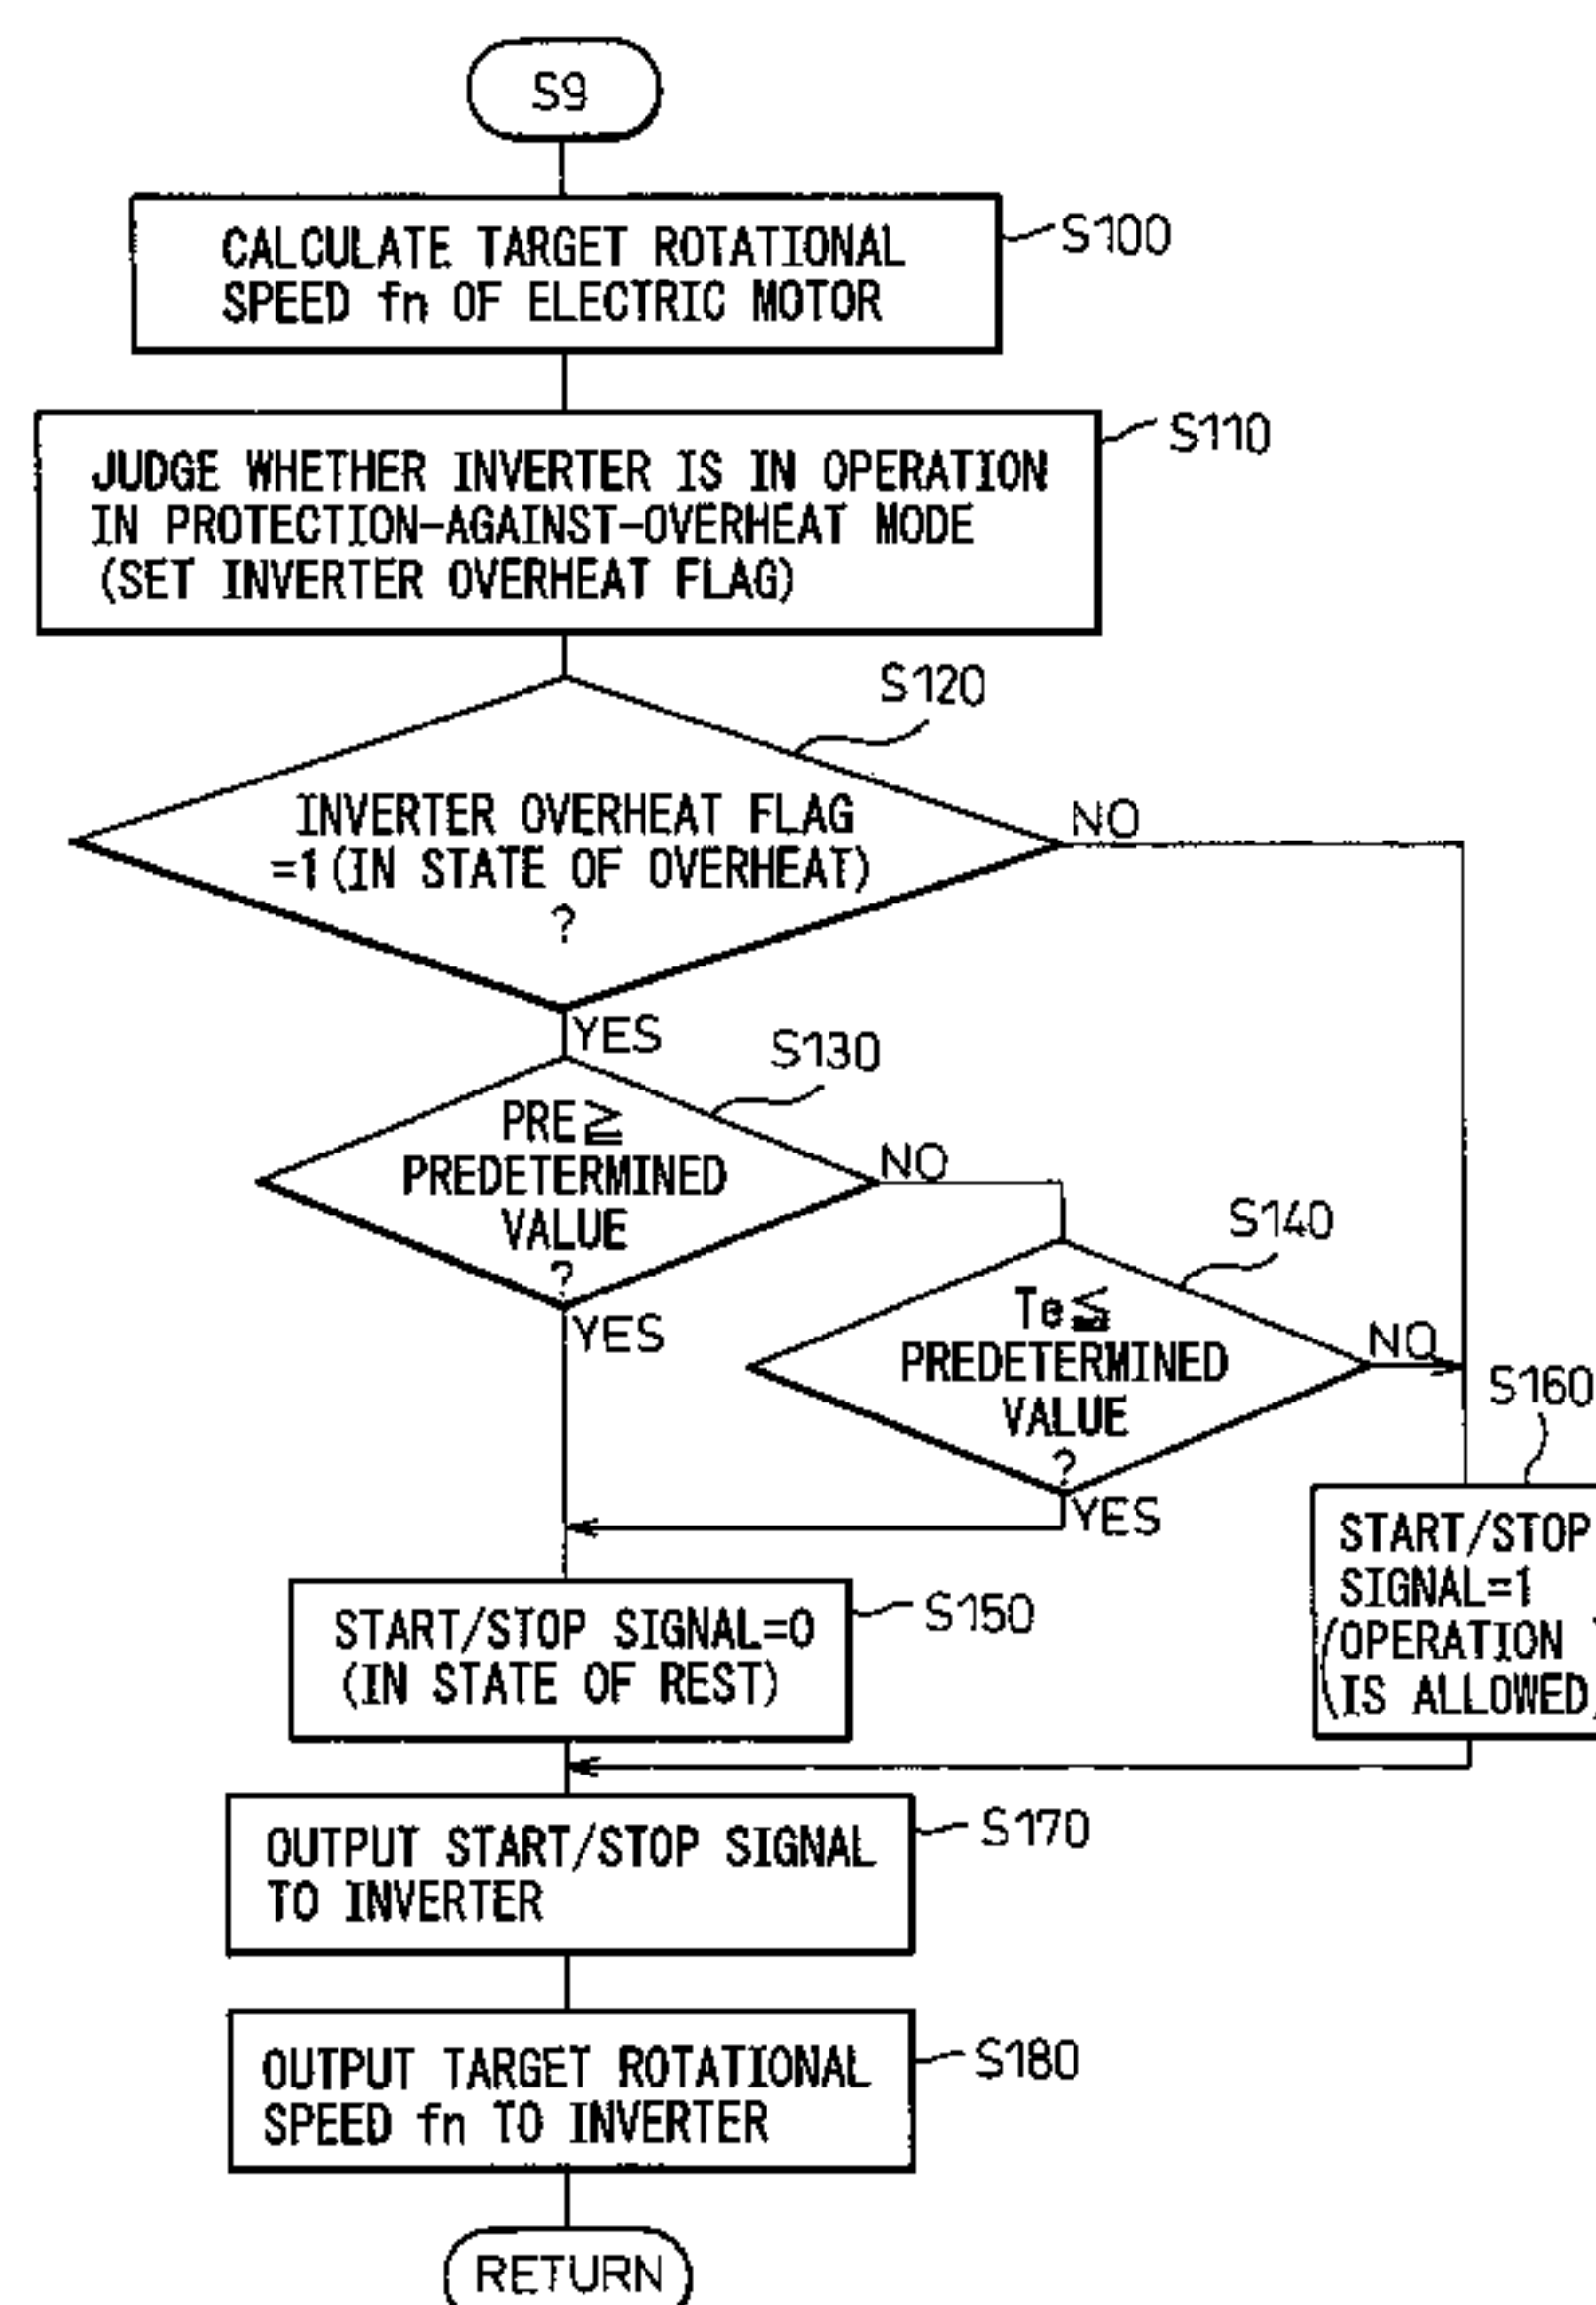 S9
CALCULATE TARGET ROTATIONAL
SPEED fn OF ELECTRIC MOTOR
S100
JUDGE WHETHER INVERTER IS IN OPERATION
IN PROTECTION-AGAINST-OVERHEAT MODE
(SET INVERTER OVERHEAT FLAG)
S110
S120
INVERTER OVERHEAT FLAG
=1(IN STATE OF OVERHEAT)
?
NO
YES
S130
PRE≧
PREDETERMINED
VALUE
?
NO
YES
S140
Te≦
PREDETERMINED
VALUE
?
NO
YES
S160
START/STOP
SIGNAL=1
(OPERATION
IS ALLOWED)
START/STOP SIGNAL=0
(IN STATE OF REST)
S150
OUTPUT START/STOP SIGNAL
TO INVERTER
S170
OUTPUT TARGET ROTATIONAL
SPEED fn TO INVERTER
S180
RETURN